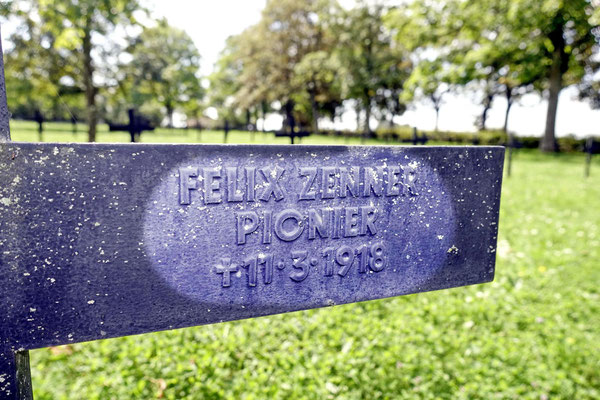 FELIX ZENNER
PIONIER
✝11·3·1918